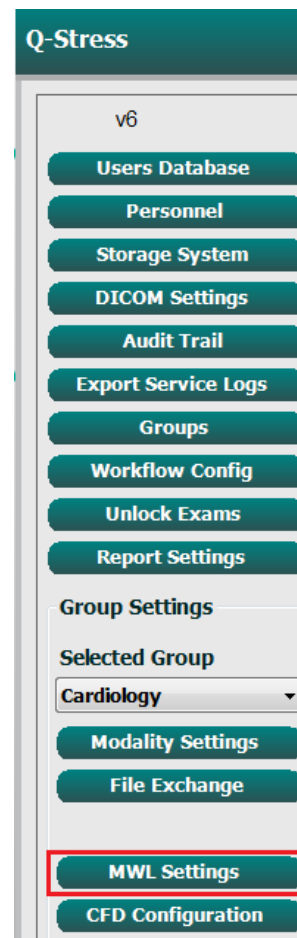 Q-Stress
v6
Users Database
Personnel
Storage System
DICOM Settings
Audit Trail
Export Service Logs
Groups
Workflow Config
Unlock Exams
Report Settings
Group Settings
Selected Group
Cardiology
Modality Settings
File Exchange
MWL Settings
CFD Configuration